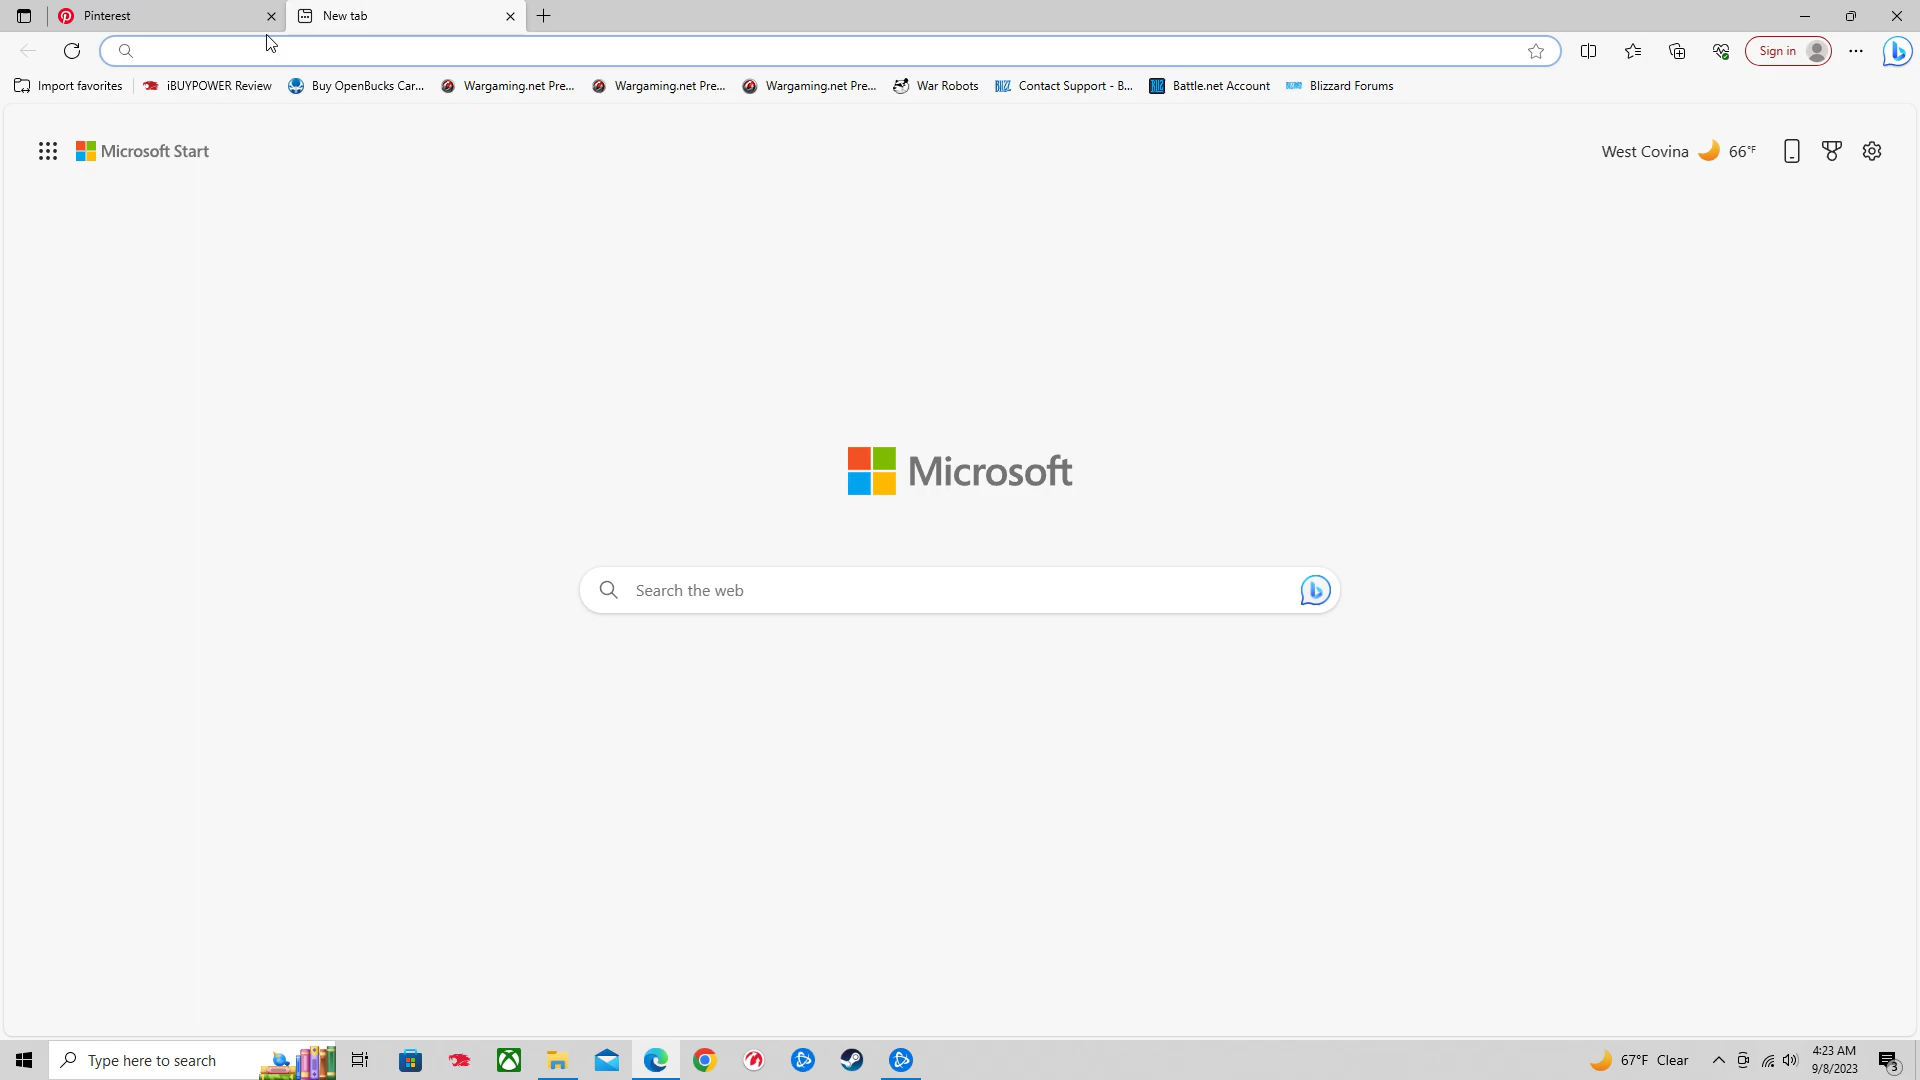 Pinterest
New tab
Sign in
Import favorites
iBUYPOWER Review
Buy OpenBucks Car...
Wargaming.net Pre...
Wargaming.net Pre...
Wargaming.net Pre...
War Robots
Contact Support - B...
Battle.net Account
Blizzard Forums
Microsoft Start
West Covina
66°F
Microsoft
Search the web
Type here to search
67°F Clear
4:23 AM
9/8/2023
3